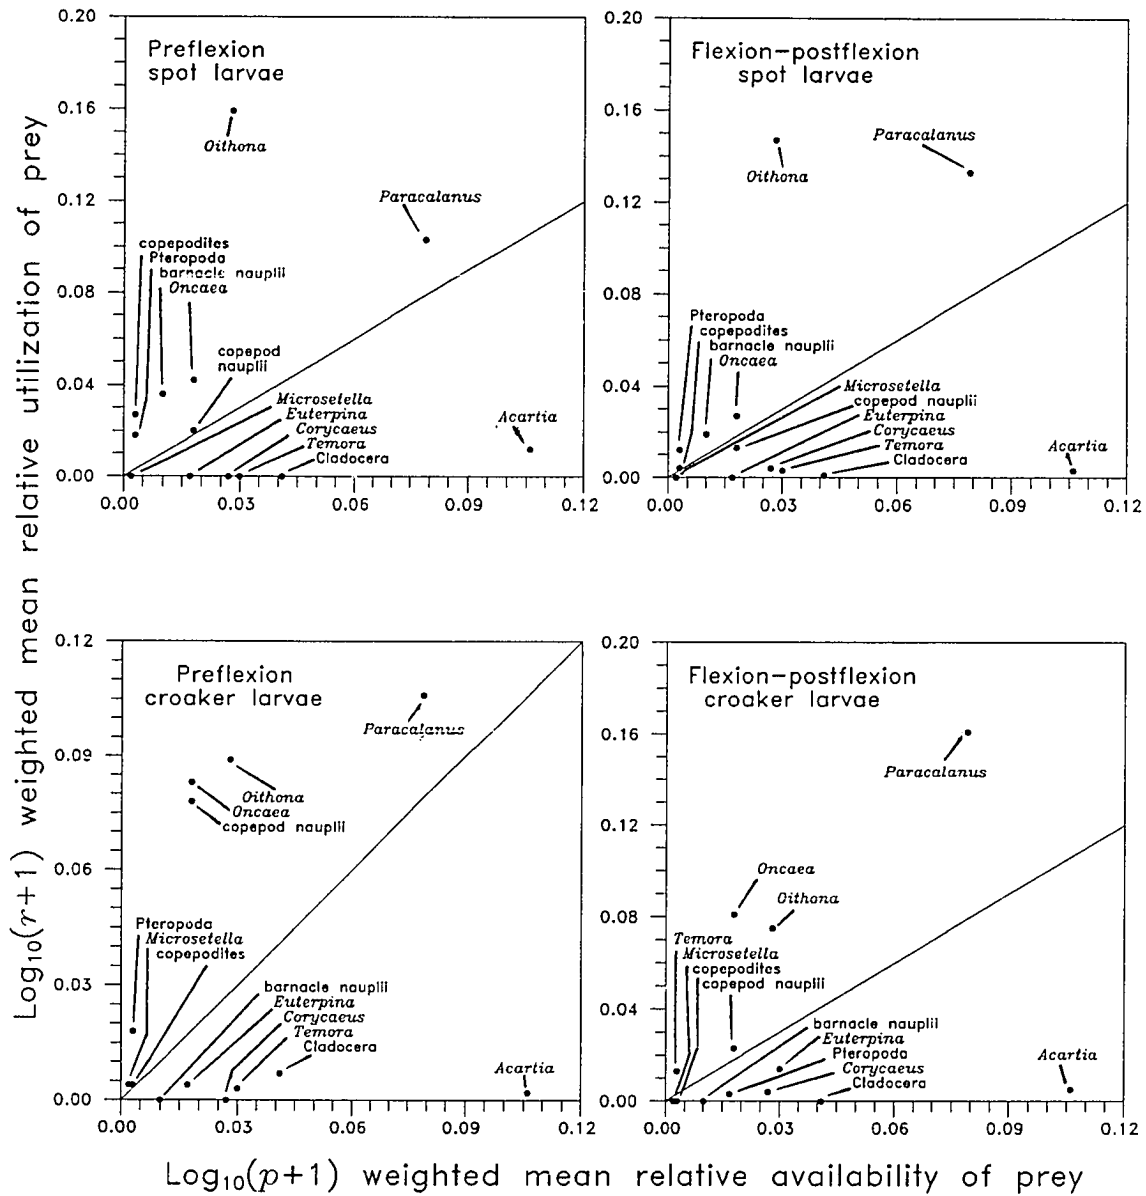 Log10(r+1) weighted mean relative utilization of prey
0.20
0.16
0.12
0.08
0.04
0.00
Preflexion
spot larvae
Oithona
Paracalanus
copepodites
Pteropoda
barnacle nauplii
Oncaea
copepod
nauplii
Microsetella
Euterpina
Corycaeus
Temora
Cladocera
Acartia
0.00 0.03 0.06 0.09 0.12
0.20
0.16
0.12
0.08
0.04
0.00
Flexion-postflexion
spot larvae
Paracalanus
Oithona
Pteropoda
copepodites
barnacle nauplii
Oncaea
Microsetella
copepod nauplii
Euterpina
Corycaeus
Temora
Cladocera
Acartia
0.00 0.03 0.06 0.09 0.12
0.12
0.09
0.06
0.03
0.00
Preflexion
croaker larvae
Paracalanus
Oithona
Oncaea
copepod nauplii
Pteropoda
Microsetella
copepodites
barnacle nauplii
Euterpina
Corycaeus
Temora
Cladocera
Acartia
0.00 0.03 0.06 0.09 0.12
0.20
0.16
0.12
0.08
0.04
0.00
Flexion-postflexion
croaker larvae
Paracalanus
Oncaea
Oithona
Temora
Microsetella
copepodites
copepod nauplii
barnacle nauplii
Euterpina
Pteropoda
Corycaeus
Cladocera
Acartia
0.00 0.03 0.06 0.09 0.12
Log10(p+1) weighted mean relative availability of prey